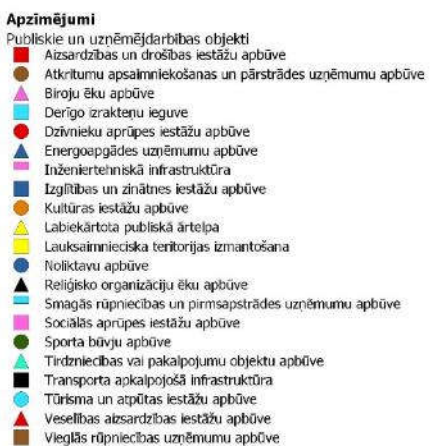 Apzīmējumi
Publiskie un uzņēmējdarbības objekti
Aizsardzības un drošības iestāžu apbūve
Atkritumu apsaimniekošanas un pārstrādes uzņēmumu apbūve
Biroju ēku apbūve
Derīgo izrakteņu ieguve
Dzīvnieku aprūpes iestāžu apbūve
Energoapgādes uzņēmumu apbūve
Inženiertehniskā infrastruktūra
Izglītības un zinātnes iestāžu apbūve
Kultūras iestāžu apbūve
Labiekārtota publiskā ārtelpa
Lauksaimnieciska teritorijas izmantošana
Noliktavu apbūve
Reliģisko organizāciju ēku apbūve
Smagās rūpniecības un pirmsapstrādes uzņēmumu apbūve
Sociālās aprūpes iestāžu apbūve
Sporta būvju apbūve
Tirdzniecības vai pakalpojumu objektu apbūve
Transporta apkalpojošā infrastruktūra
Tūrisma un atpūtas iestāžu apbūve
Veselības aizsardzības iestāžu apbūve
Vieglās rūpniecības uzņēmumu apbūve